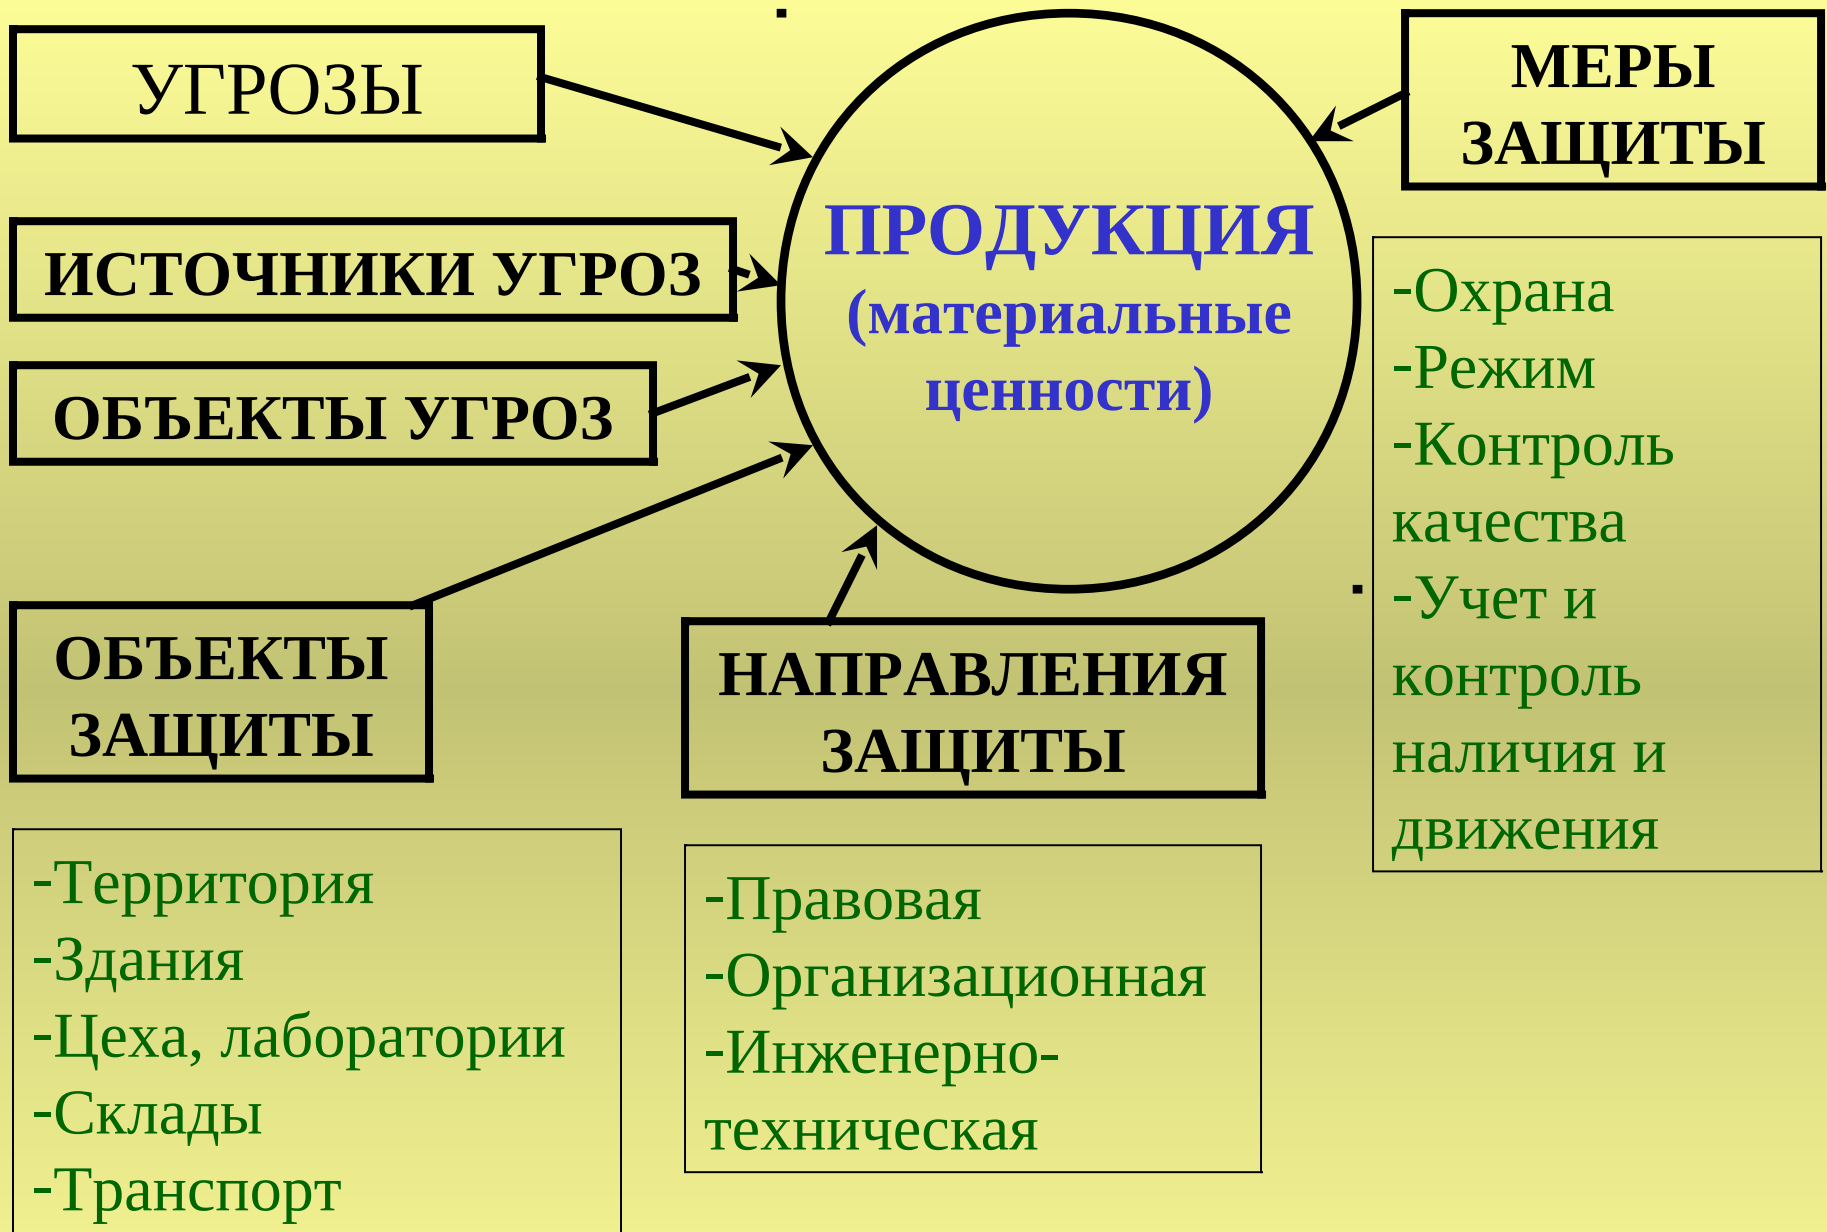 УГРОЗЫ
ИСТОЧНИКИ УГРОЗ
ОБЪЕКТЫ УГРОЗ
ОБЪЕКТЫ
ЗАЩИТЫ
-Территория
-Здания
-Цеха, лаборатории
-Склады
-Транспорт
ПРОДУКЦИЯ
(материальные
ценности)
НАПРАВЛЕНИЯ
ЗАЩИТЫ
-Правовая
-Организационная
-Инженерно-
техническая
МЕРЫ
ЗАЩИТЫ
-Охрана
-Режим
-Контроль
качества
-Учет и
контроль
наличия и
движения